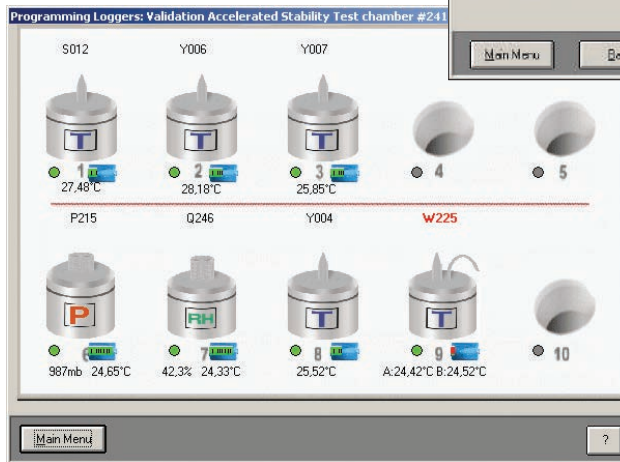 Programming Loggers: Validation Accelerated Stability Test chamber #241
Main Menu
S012 Y006 Y007
T T T
1 2 3 4 5
27,48°C 28,18°C 25,85°C
P215 Q246 Y004 W225
P RH T T
6 7 8 9 10
987mb 24,65°C 42,3% 24,33°C 25,52°C A:24,42°C B:24,52°C
Main Menu ?